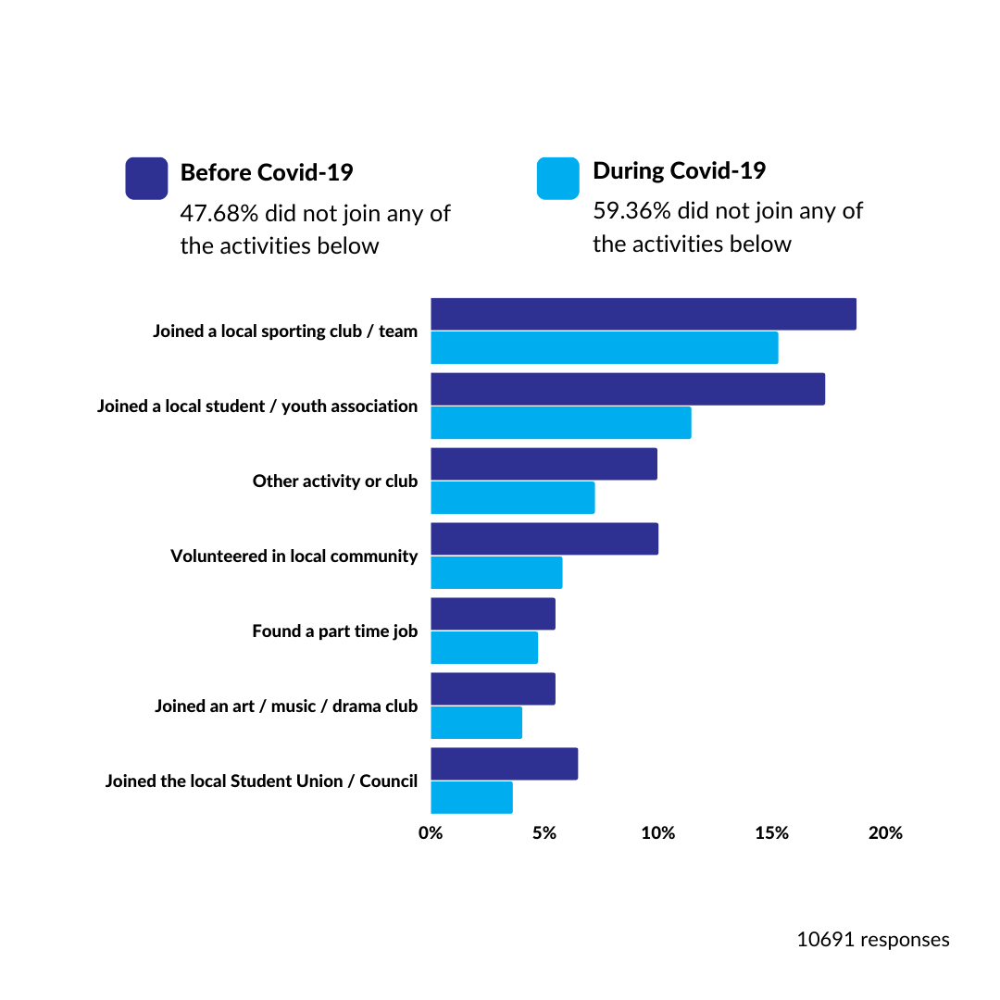 Before Covid-19
47.68% did not join any of
the activities below
During Covid-19
59.36% did not join any of
the activities below
Joined a local sporting club / team
Joined a local student / youth association
Other activity or club
Volunteered in local community
Found a part time job
Joined an art / music / drama club
Joined the local Student Union / Council
0% 5% 10% 15% 20%
10691 responses